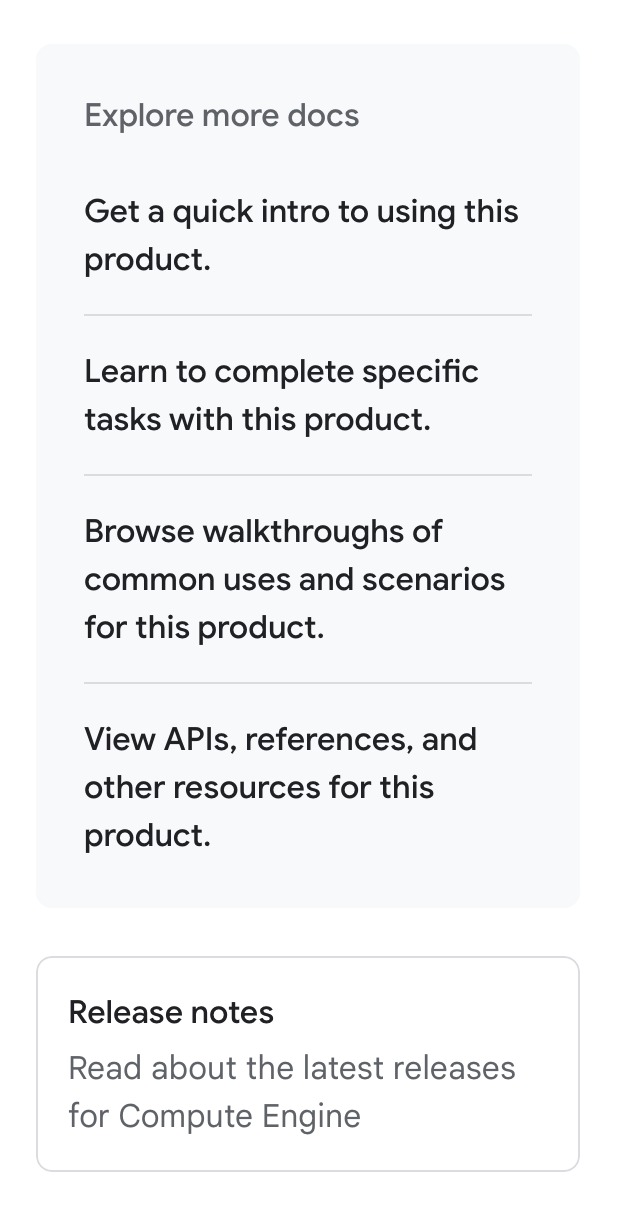 Explore more docs
Get a quick intro to using this
product.
Learn to complete specific
tasks with this product.
Browse walkthroughs of
common uses and scenarios
for this product.
View APIs, references, and
other resources for this
product.
Release notes
Read about the latest releases
for Compute Engine